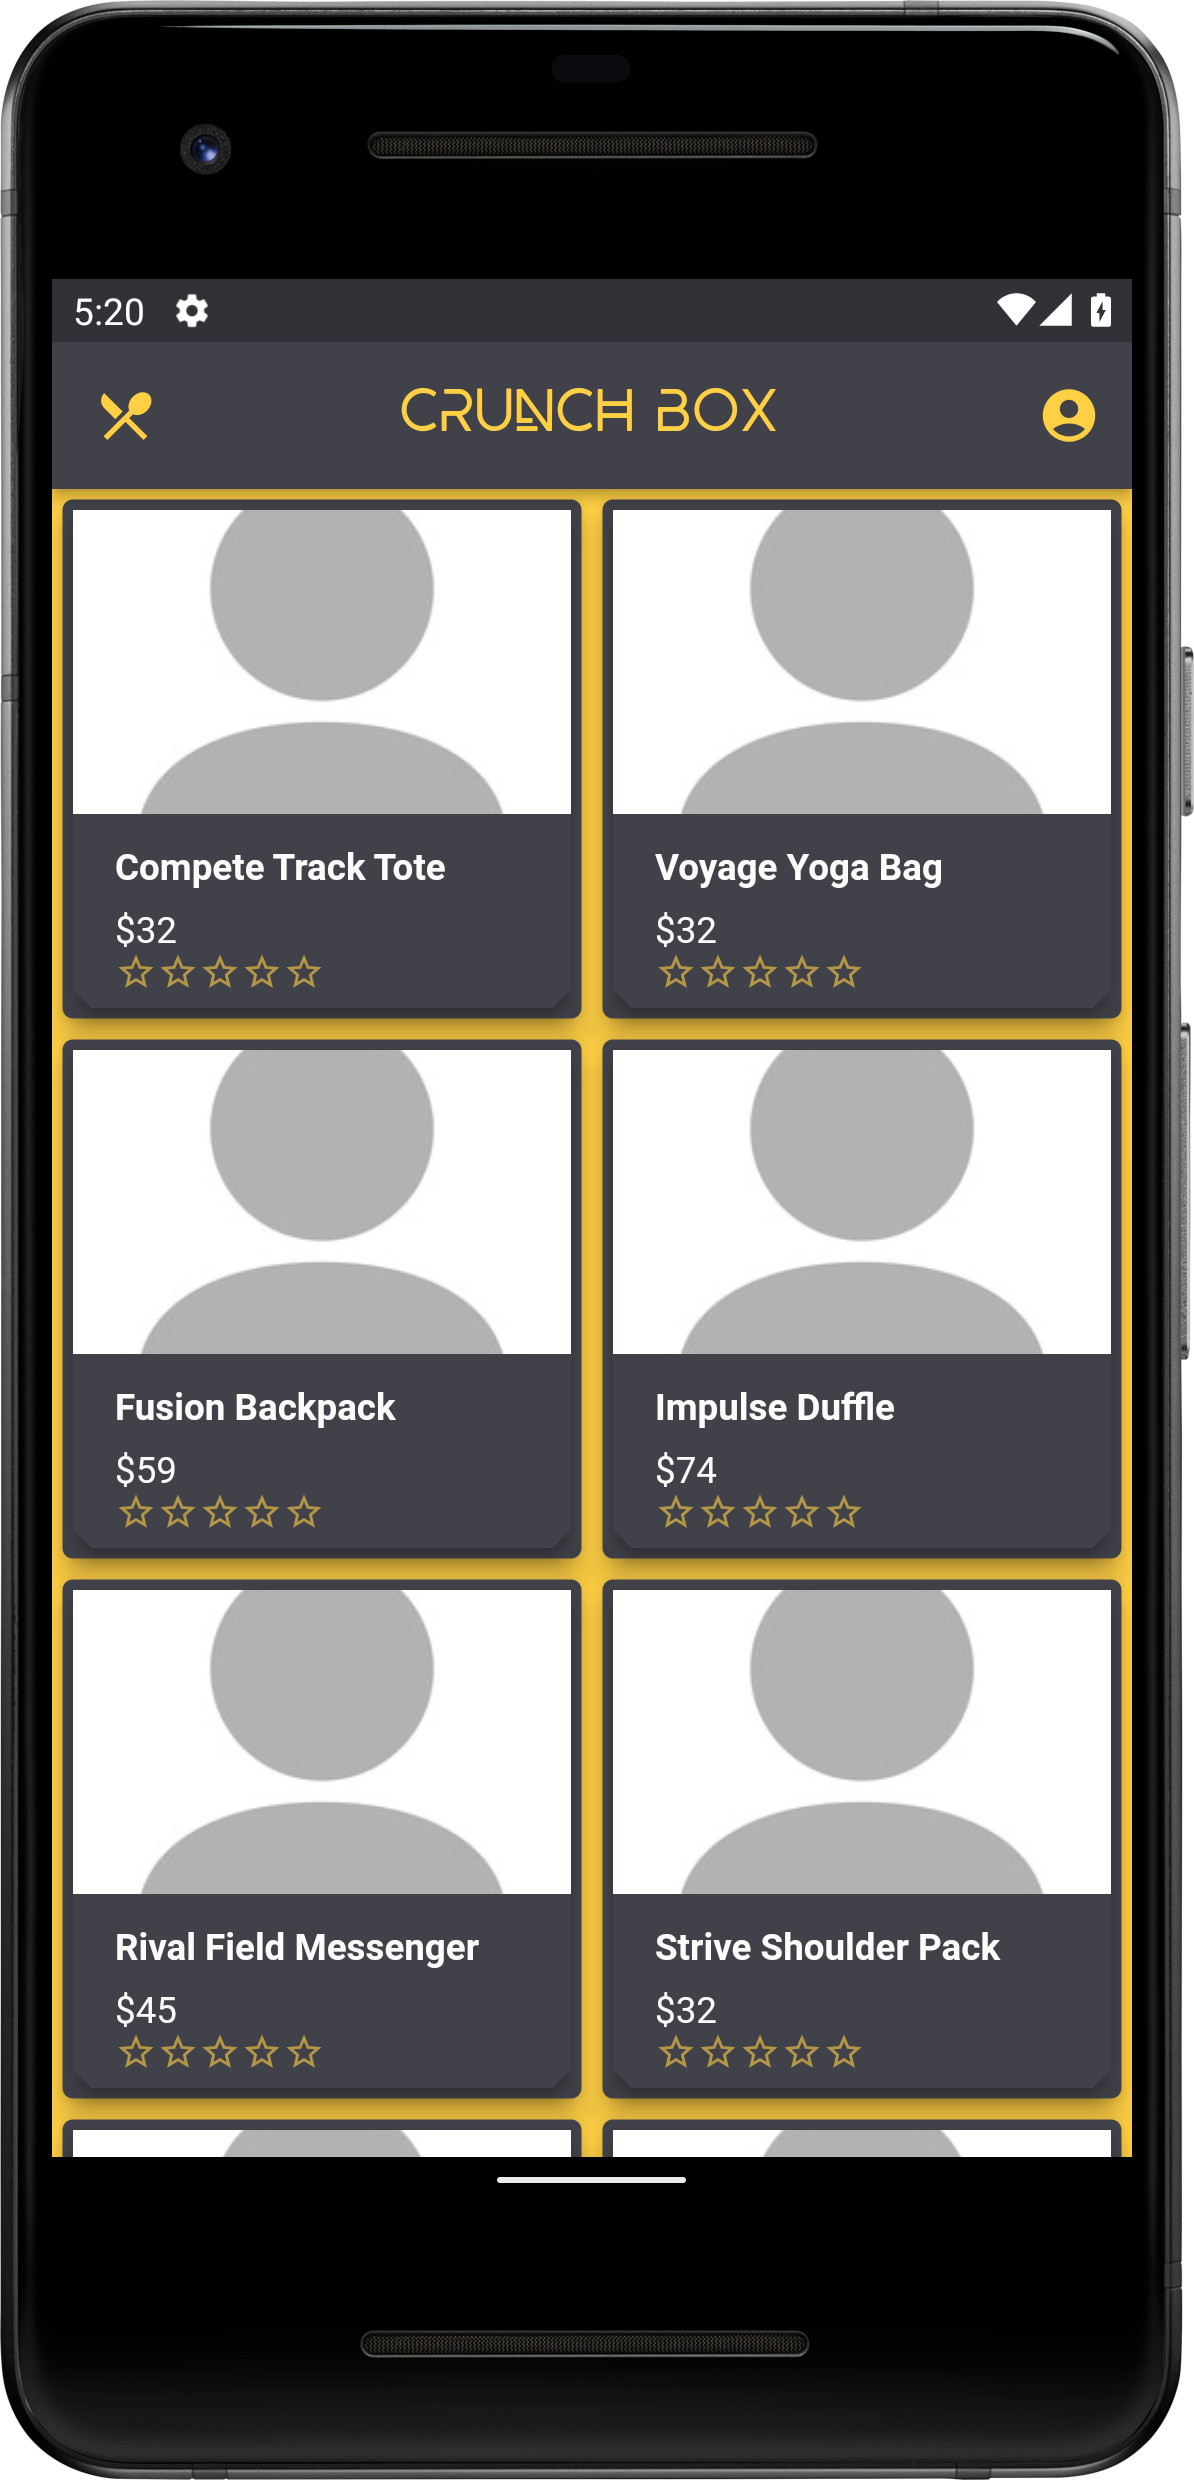 5:20
CRUNCH BOX
Compete Track Tote
$32
Voyage Yoga Bag
$32
Fusion Backpack
$59
Impulse Duffle
$74
Rival Field Messenger
$45
Strive Shoulder Pack
$32